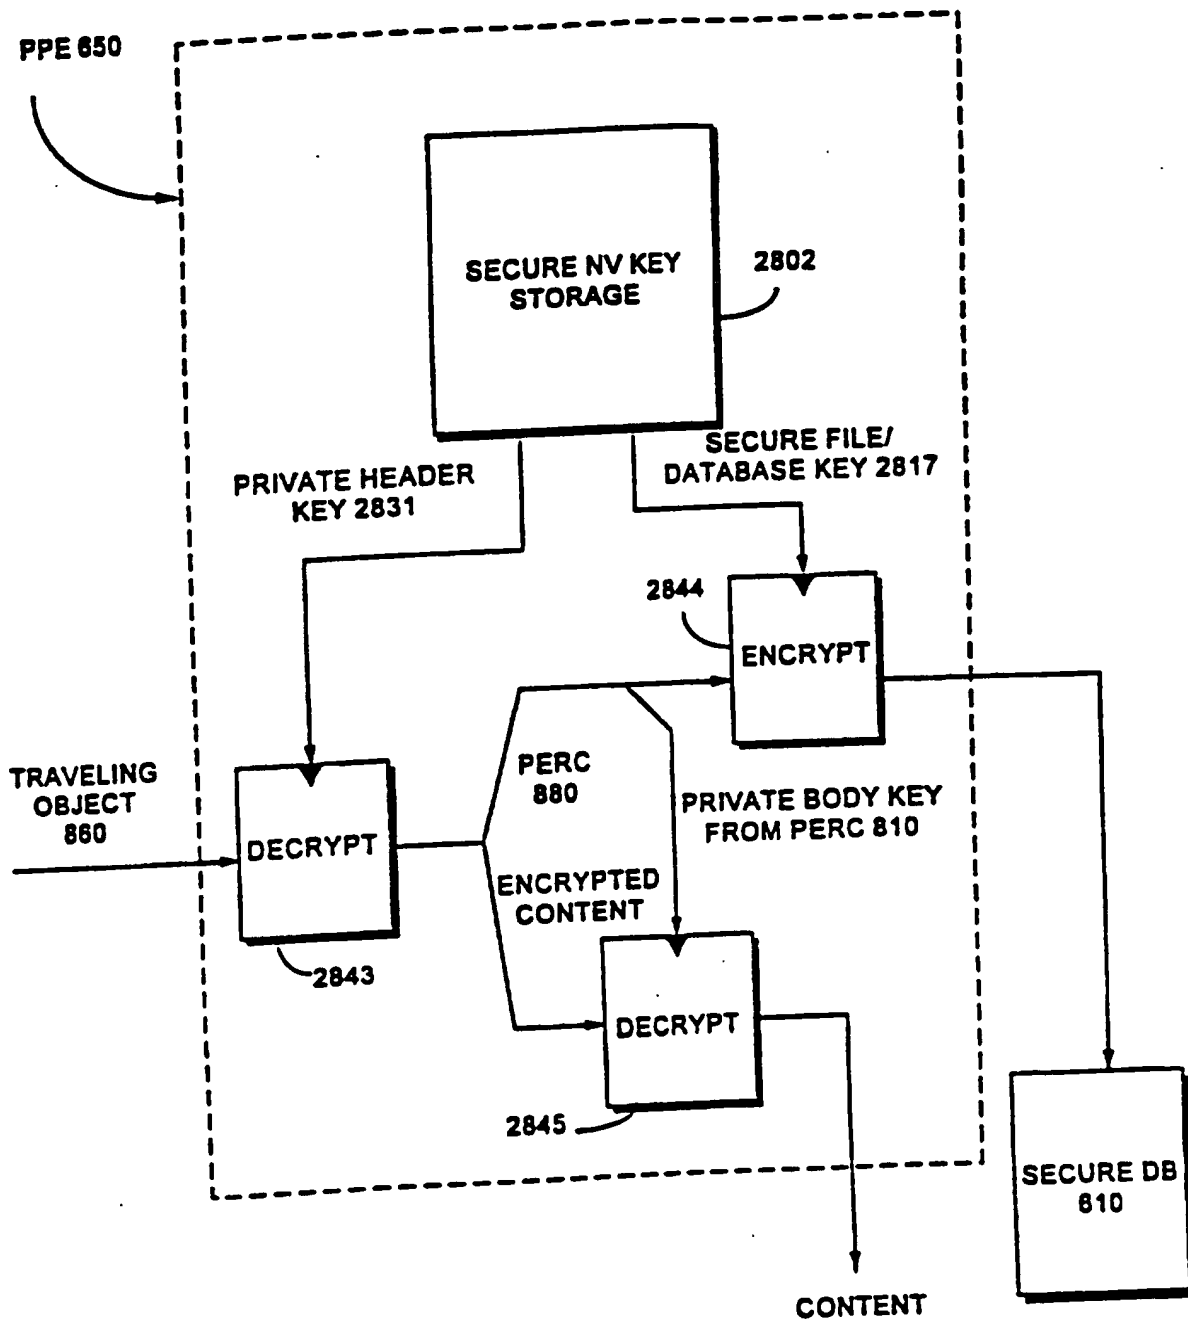 PPE 650
SECURE NV KEY
STORAGE
2802
PRIVATE HEADER
KEY 2831
SECURE FILE/
DATABASE KEY 2817
2844
ENCRYPT
TRAVELING
OBJECT
860
DECRYPT
PERC
880
PRIVATE BODY KEY
FROM PERC 810
ENCRYPTED
CONTENT
2843
DECRYPT
2845
SECURE DB
610
CONTENT